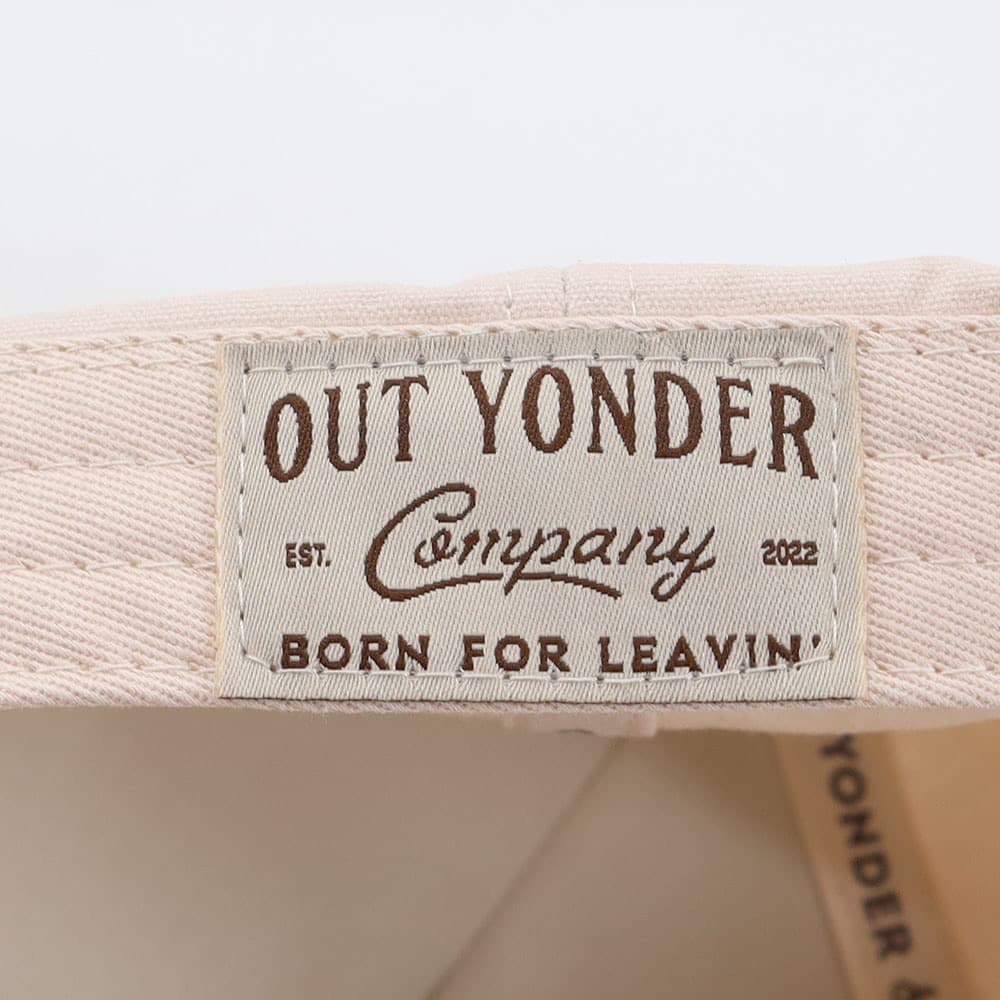 OUT YONDER
EST. Company 2022
BORN FOR LEAVIN'
YONDER